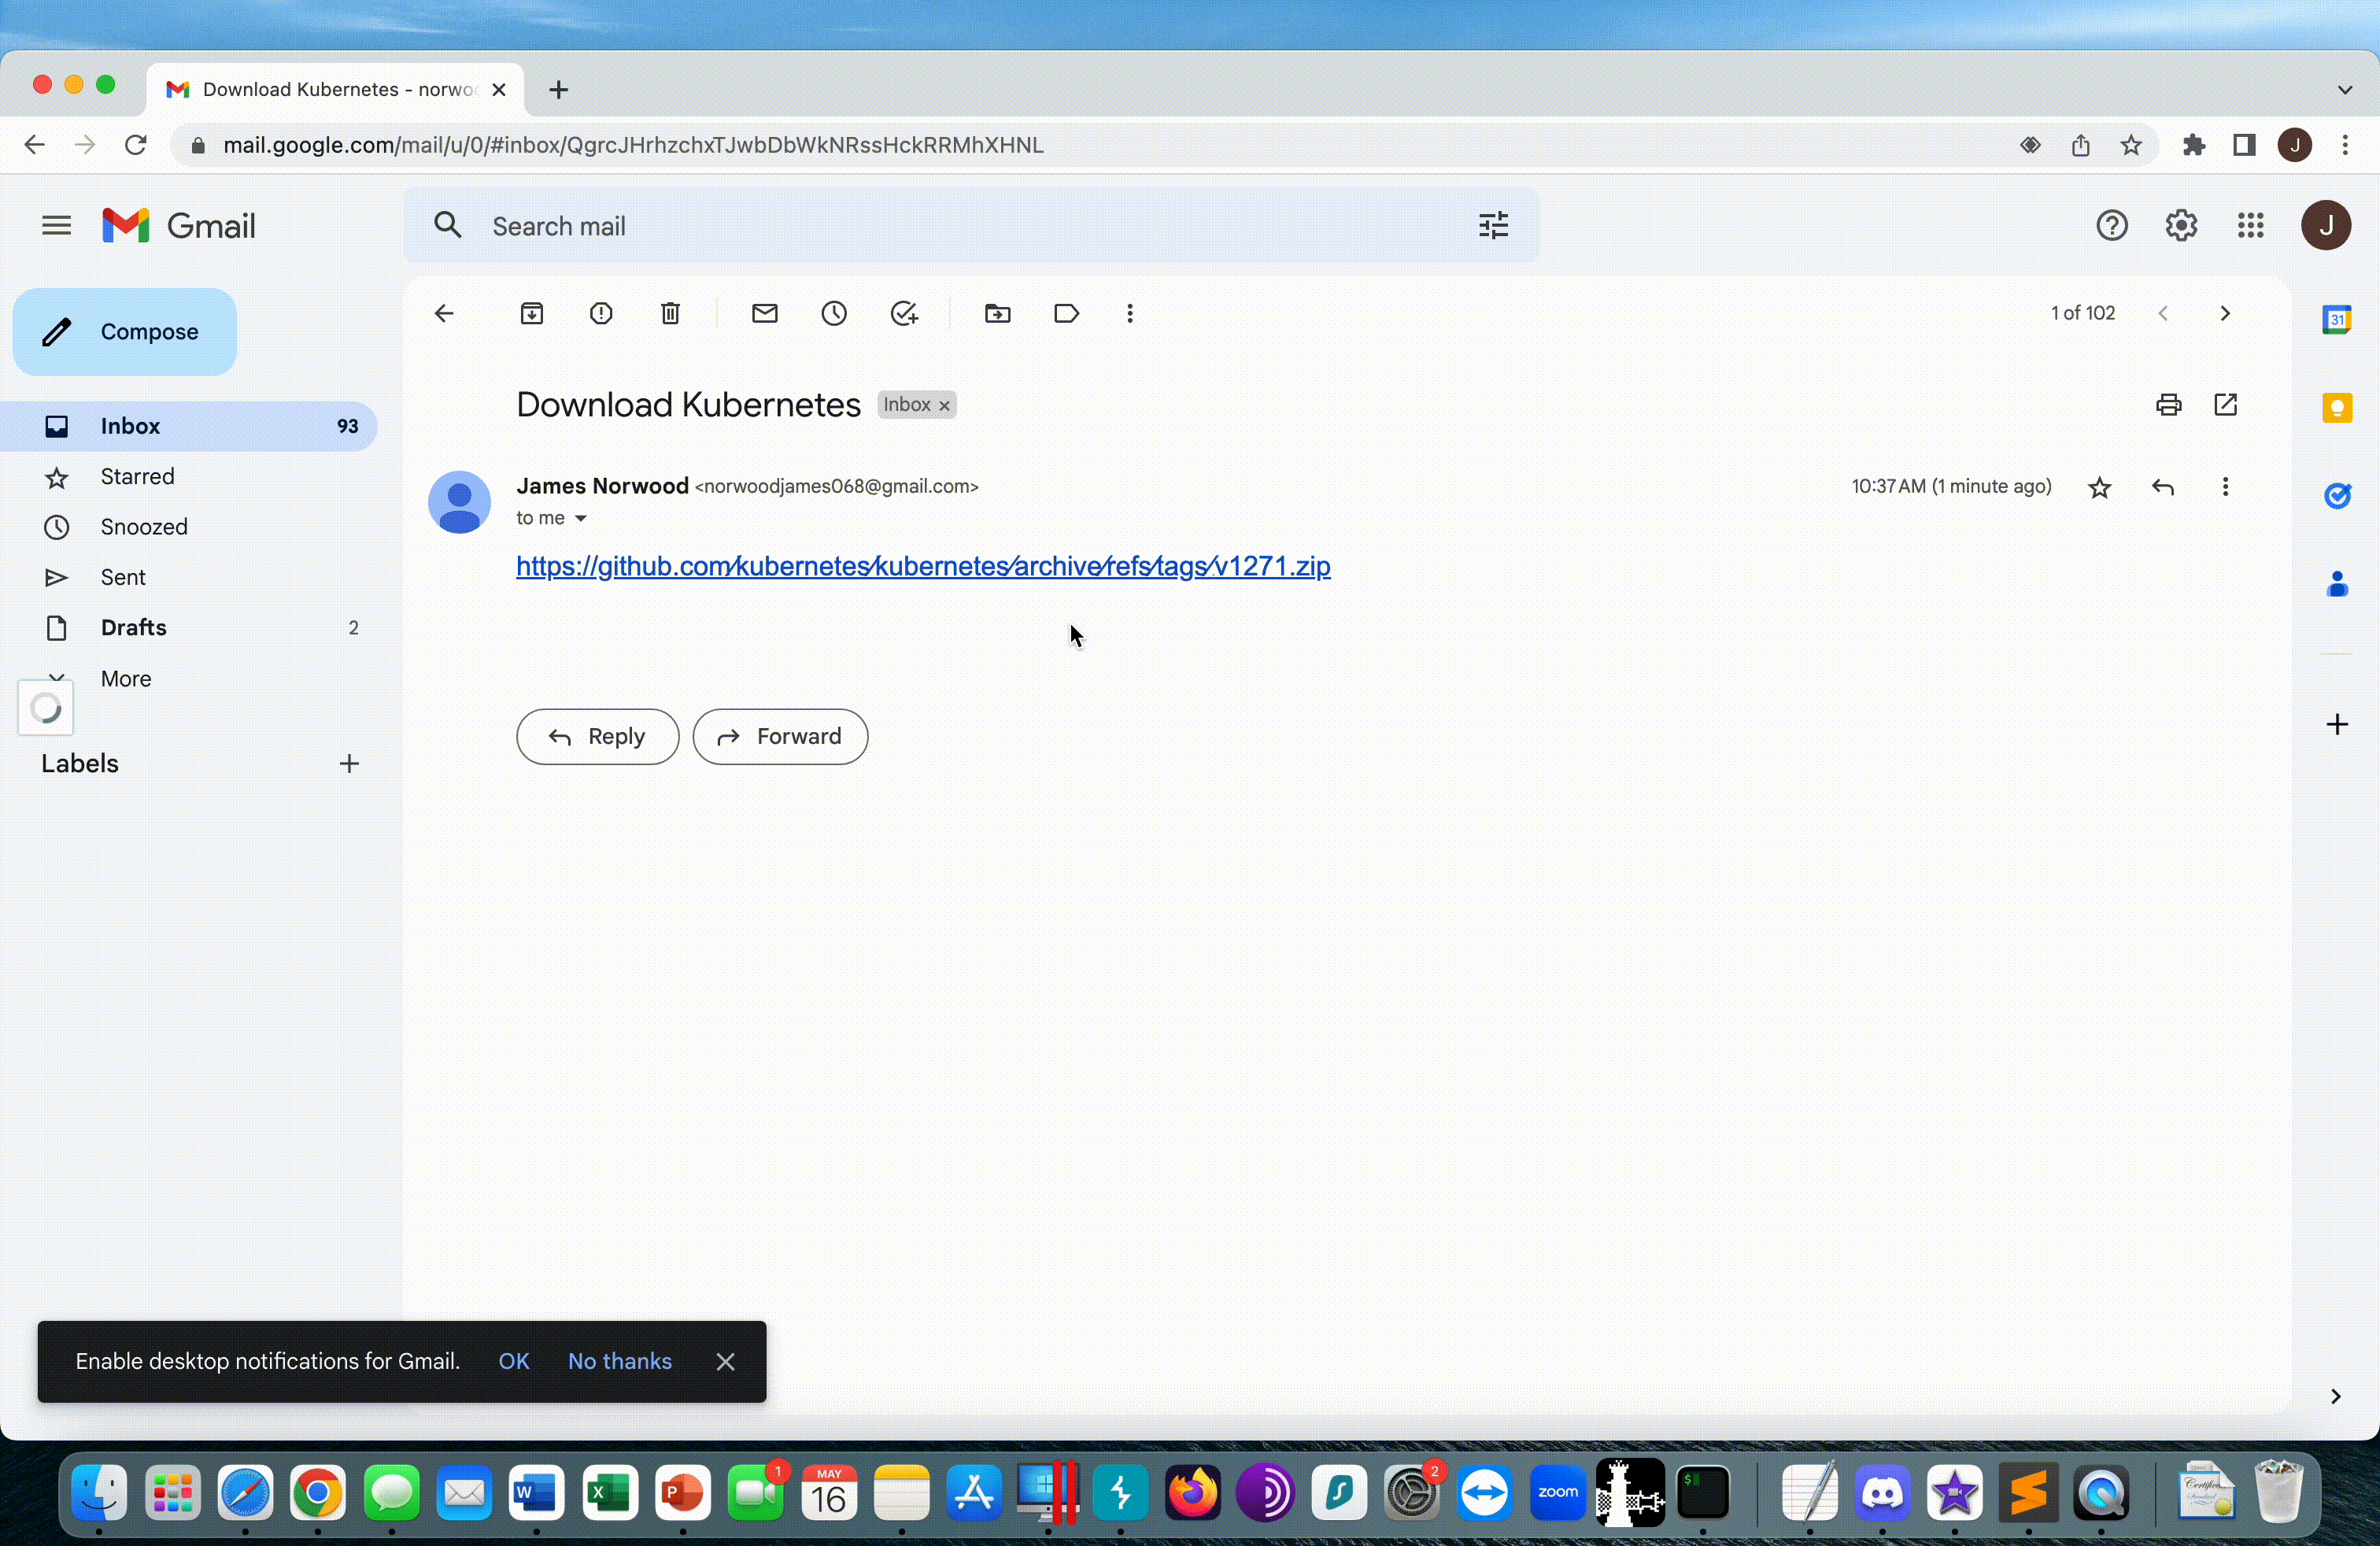 Download Kubernetes - norwoo
mail.google.com/mail/u/0/#inbox/QgrcJHrhzchxTJwbDbWkNRssHckRRMhXHNL
J
Gmail
Search mail
J
Compose
1 of 102
31
Download Kubernetes Inbox
Inbox 93
Starred
James Norwood <norwoodjames068@gmail.com> 10:37 AM (1 minute ago)
to me
Snoozed
https://github.com∕kubernetes∕kubernetes∕archive∕refs∕tags∕v1271.zip
Sent
Drafts 2
More
Reply Forward
Labels
Enable desktop notifications for Gmail. OK No thanks
W
X
P
1
MAY
16
2
zoom
$